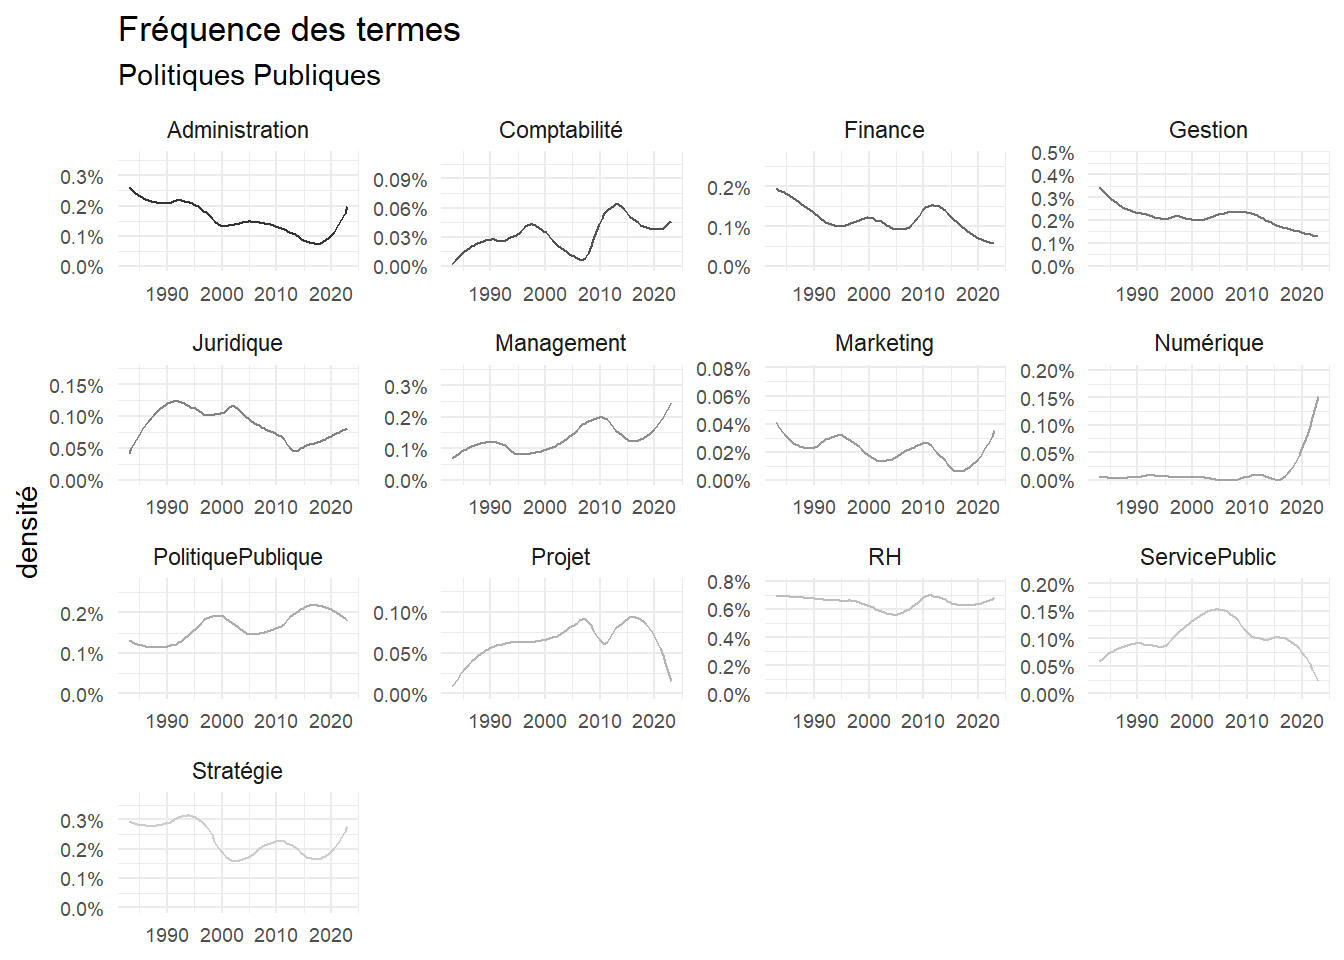 Fréquence des termes
Politiques Publiques
Administration Comptabilité Finance Gestion
0.3% 0.2% 0.1% 0.0%
0.09% 0.06% 0.03% 0.00%
0.2% 0.1% 0.0%
0.5% 0.4% 0.3% 0.2% 0.1% 0.0%
1990 2000 2010 2020 1990 2000 2010 2020 1990 2000 2010 2020 1990 2000 2010 2020
Juridique Management Marketing Numérique
0.15% 0.10% 0.05% 0.00%
0.3% 0.2% 0.1% 0.0%
0.08% 0.06% 0.04% 0.02% 0.00%
0.20% 0.15% 0.10% 0.05% 0.00%
1990 2000 2010 2020 1990 2000 2010 2020 1990 2000 2010 2020 1990 2000 2010 2020
densité
PolitiquePublique Projet RH ServicePublic
0.2% 0.1% 0.0%
0.10% 0.05% 0.00%
0.8% 0.6% 0.4% 0.2% 0.0%
0.20% 0.15% 0.10% 0.05% 0.00%
1990 2000 2010 2020 1990 2000 2010 2020 1990 2000 2010 2020 1990 2000 2010 2020
Stratégie
0.3% 0.2% 0.1% 0.0%
1990 2000 2010 2020